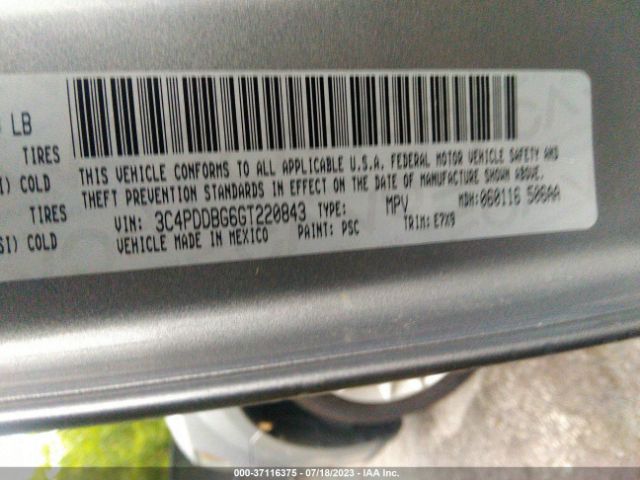 LB
TIRES
SI) COLD
TIRES
SI) COLD
THIS VEHICLE CONFORMS TO ALL APPLICABLE U.S.A. FEDERAL MOTOR VEHICLE SAFETY AND
THEFT PREVENTION STANDARDS IN EFFECT ON THE DATE OF MANUFACTURE SHOWN ABOVE.
VIN: 3C4PDDBG6GT220843 TYPE: MPV MDH:060116 506AA
VEHICLE MADE IN MEXICO PAINT: PSC TRIM: E7X9
000-37116375 / 07/18/2023 / IAA Inc.